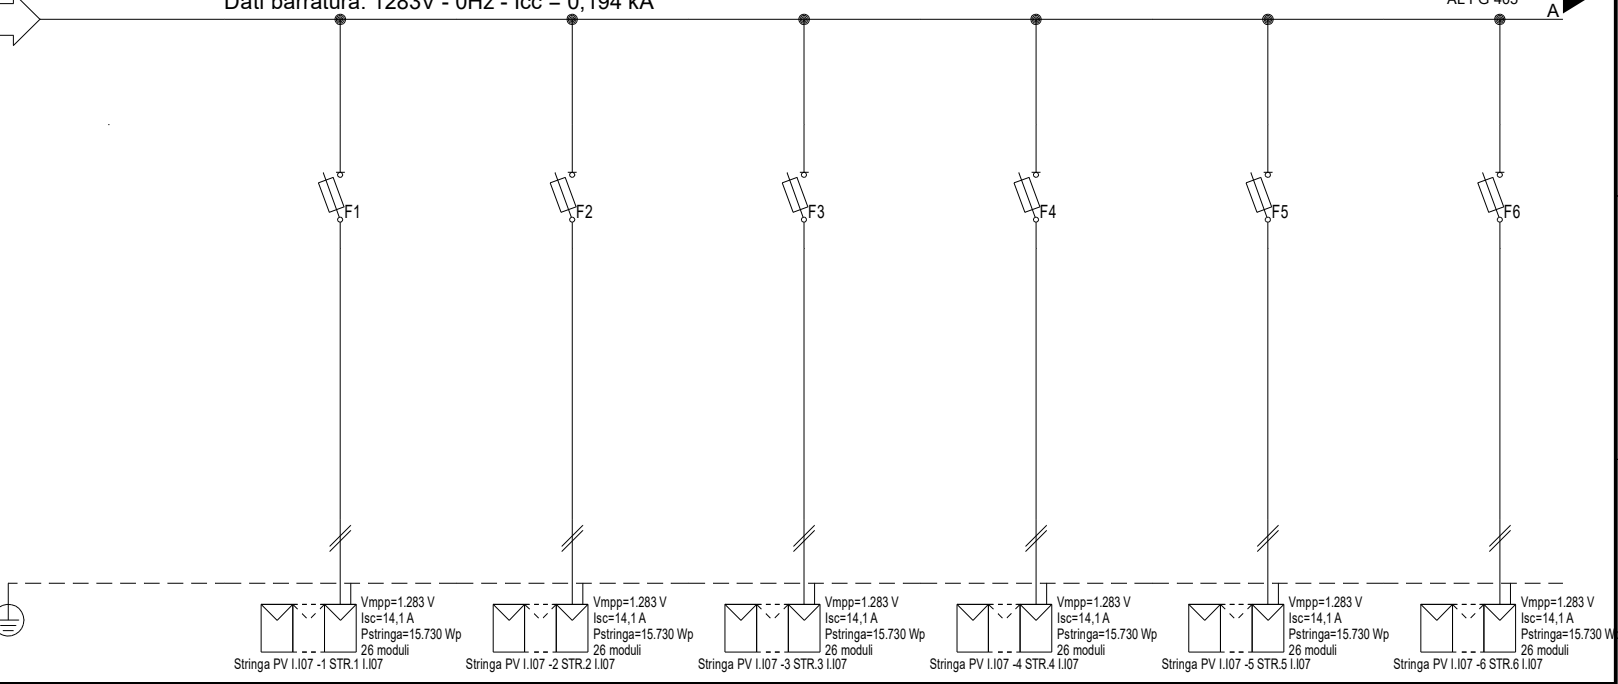 Dati barratura: 1283V - 0Hz - Icc = 0,194 kA
A
F1
F2
F3
F4
F5
F6
Vmpp=1.283 V
Isc=14,1 A
Pstringa=15.730 Wp
26 moduli
Stringa PV I.I07 -1 STR.1 I.I07
Vmpp=1.283 V
Isc=14,1 A
Pstringa=15.730 Wp
26 moduli
Stringa PV I.I07 -2 STR.2 I.I07
Vmpp=1.283 V
Isc=14,1 A
Pstringa=15.730 Wp
26 moduli
Stringa PV I.I07 -3 STR.3 I.I07
Vmpp=1.283 V
Isc=14,1 A
Pstringa=15.730 Wp
26 moduli
Stringa PV I.I07 -4 STR.4 I.I07
Vmpp=1.283 V
Isc=14,1 A
Pstringa=15.730 Wp
26 moduli
Stringa PV I.I07 -5 STR.5 I.I07
Vmpp=1.283 V
Isc=14,1 A
Pstringa=15.730 W
26 moduli
Stringa PV I.I07 -6 STR.6 I.I07